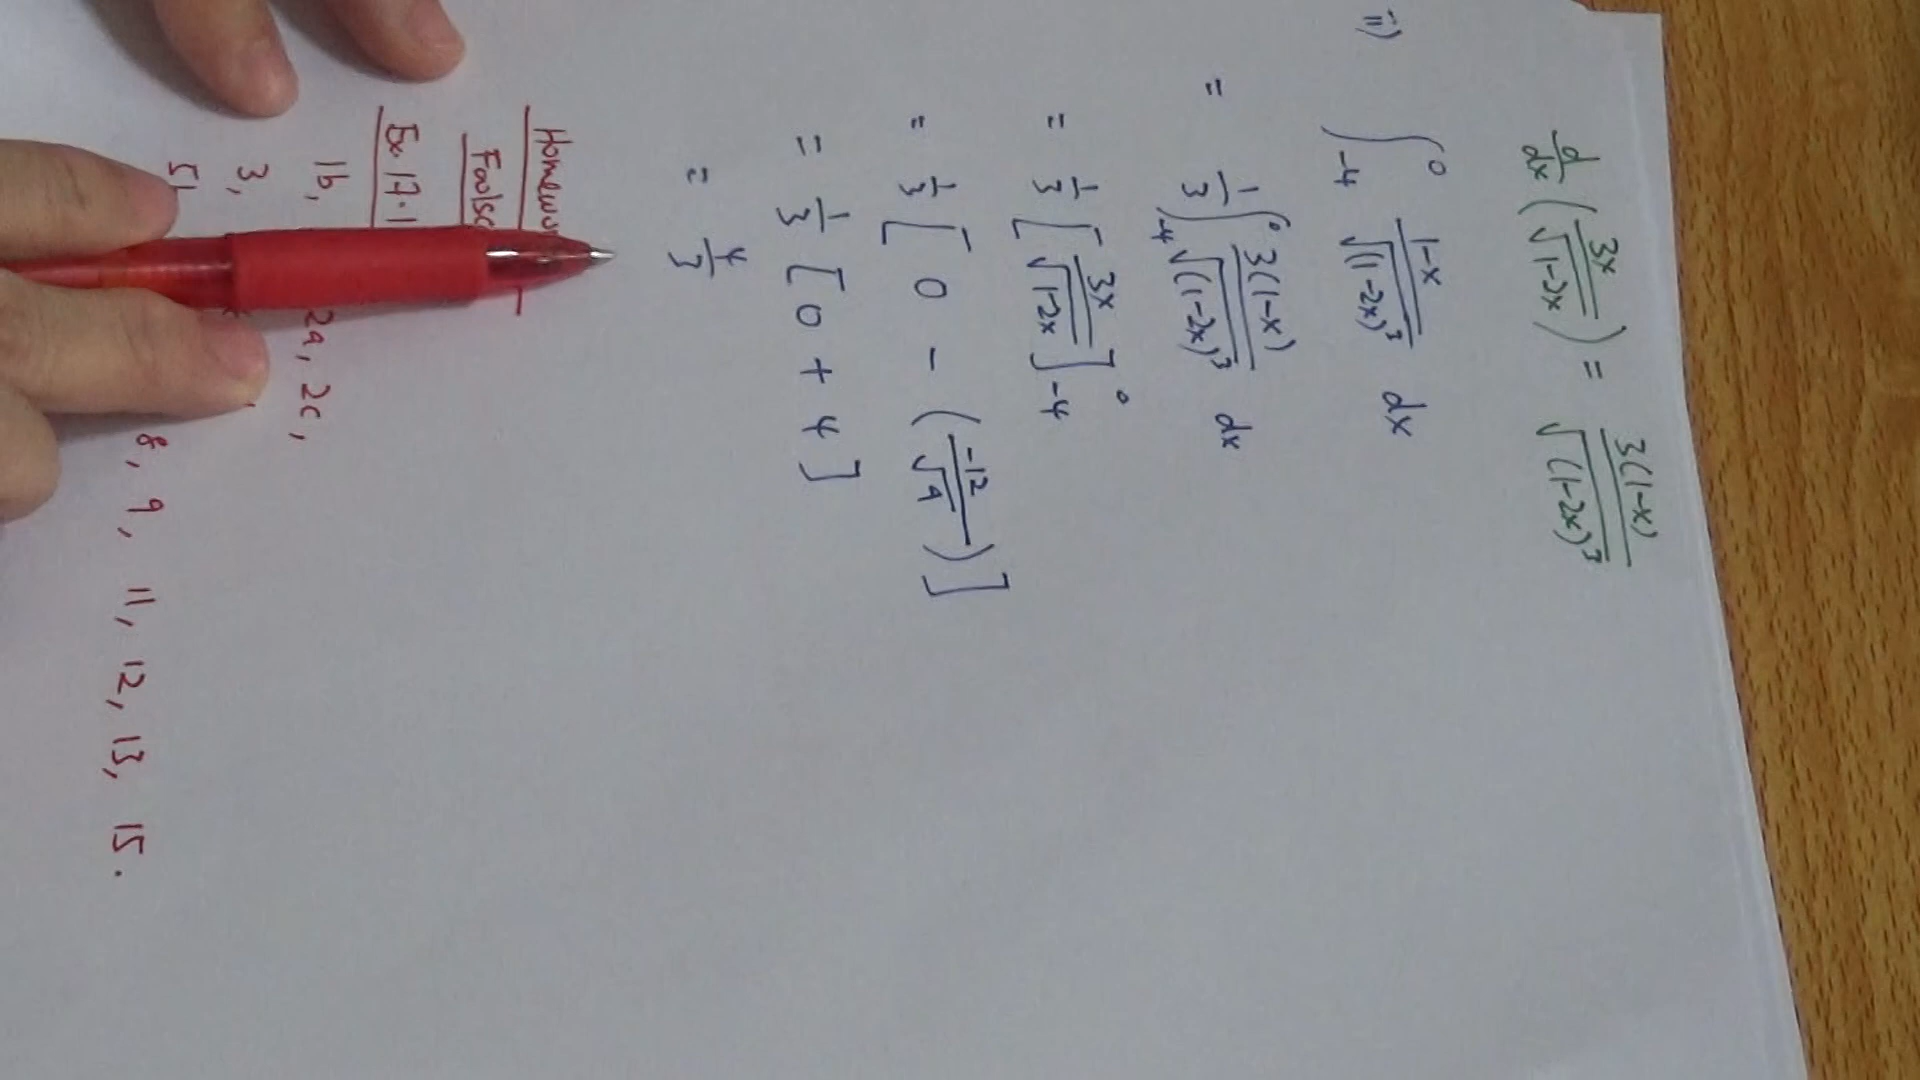 d/dx (3x/√(1-2x)) = 3(1-x)/√((1-2x)³)
ii) ∫₋₄⁰ (1-x)/√((1-2x)³) dx
= 1/3 ∫₋₄⁰ 3(1-x)/√((1-2x)³) dx
= 1/3 [3x/√(1-2x)]₋₄⁰
= 1/3 [0 - (-12/√9)]
= 1/3 [0 + 4]
= 4/3
Ex. 17.1
1b, 2a, 2c,
3,
8, 9, 11, 12, 13, 15.